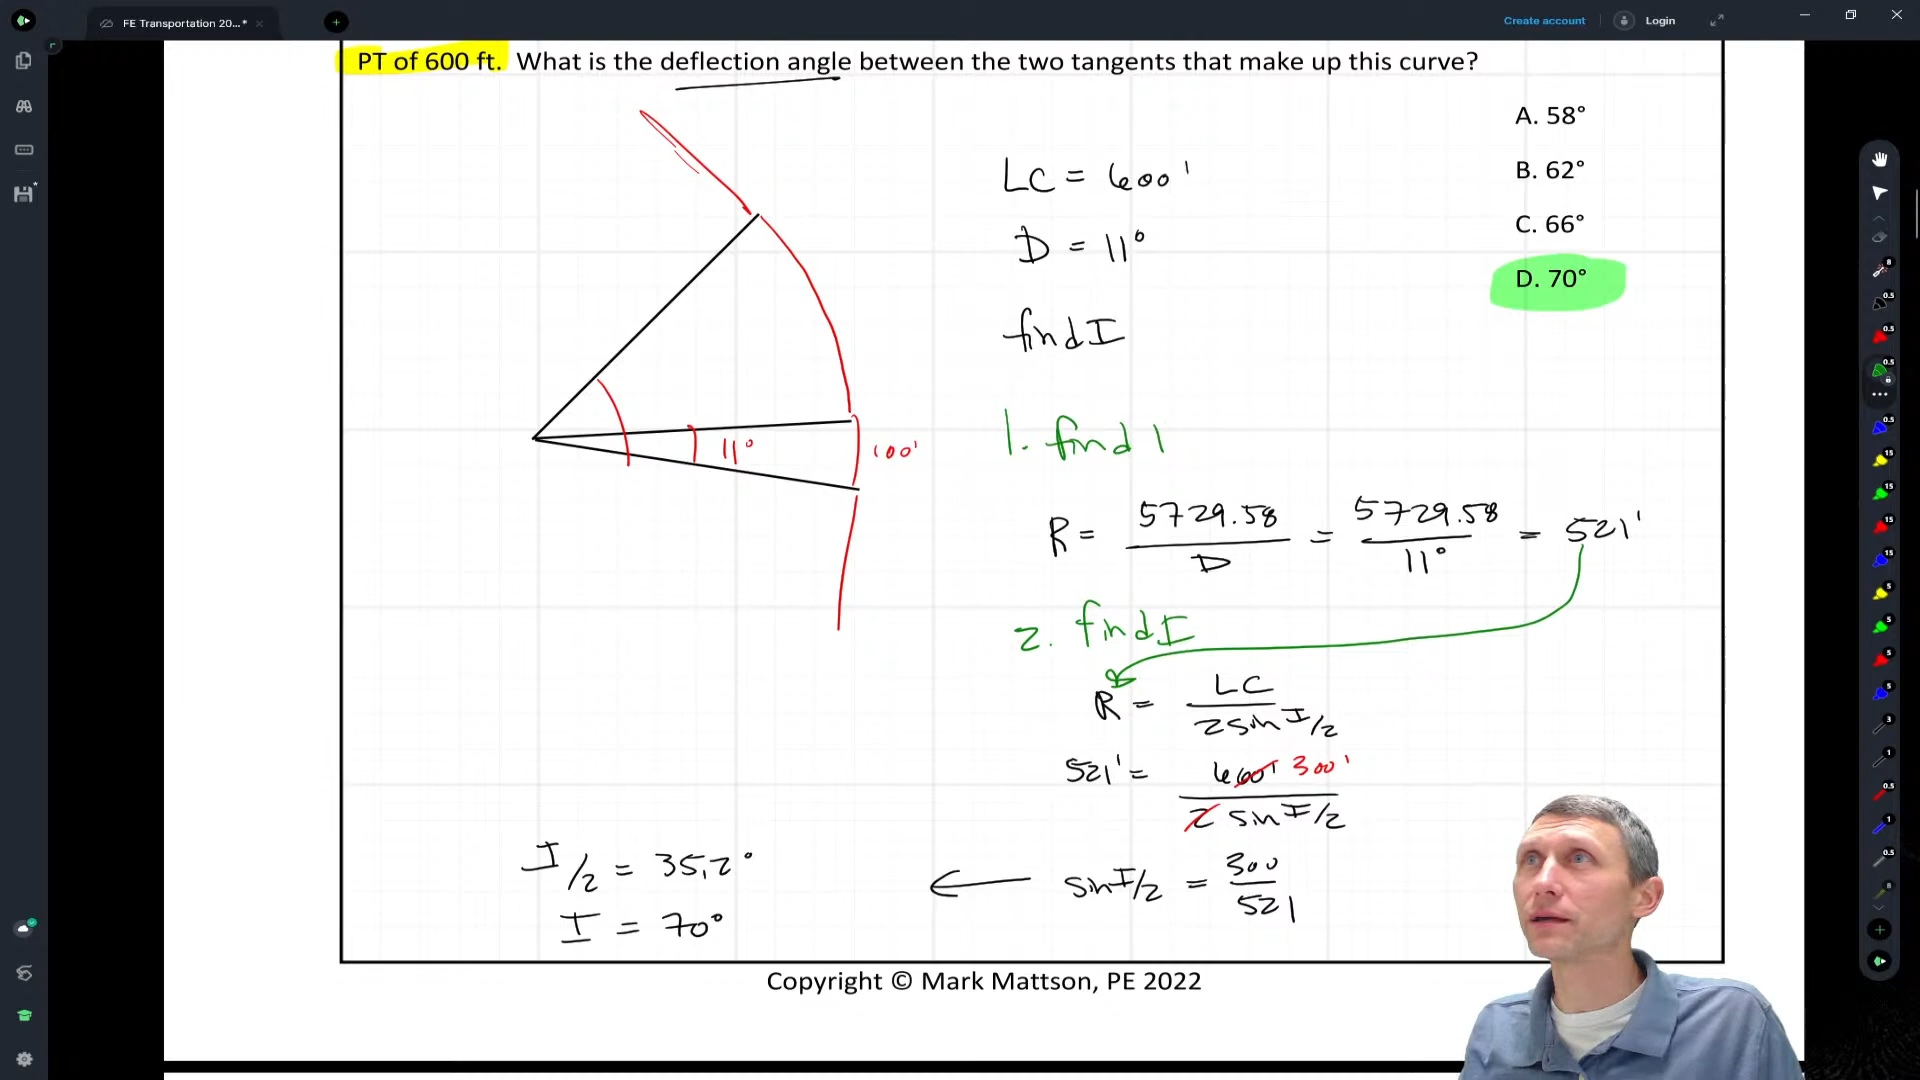 FE Transportation 20...*
Create account
Login
PT of 600 ft. What is the deflection angle between the two tangents that make up this curve?
A. 58°
B. 62°
C. 66°
D. 70°
LC = 600'
D = 11°
find I
11°
100'
1. find 1
R = 5729.58 / D = 5729.58 / 11° = 521'
2. find I
R = LC / 2 sin I/2
521' = 600' 300' / 2 sin I/2
sin I/2 = 300 / 521
I/2 = 35.2°
I = 70°
Copyright © Mark Mattson, PE 2022